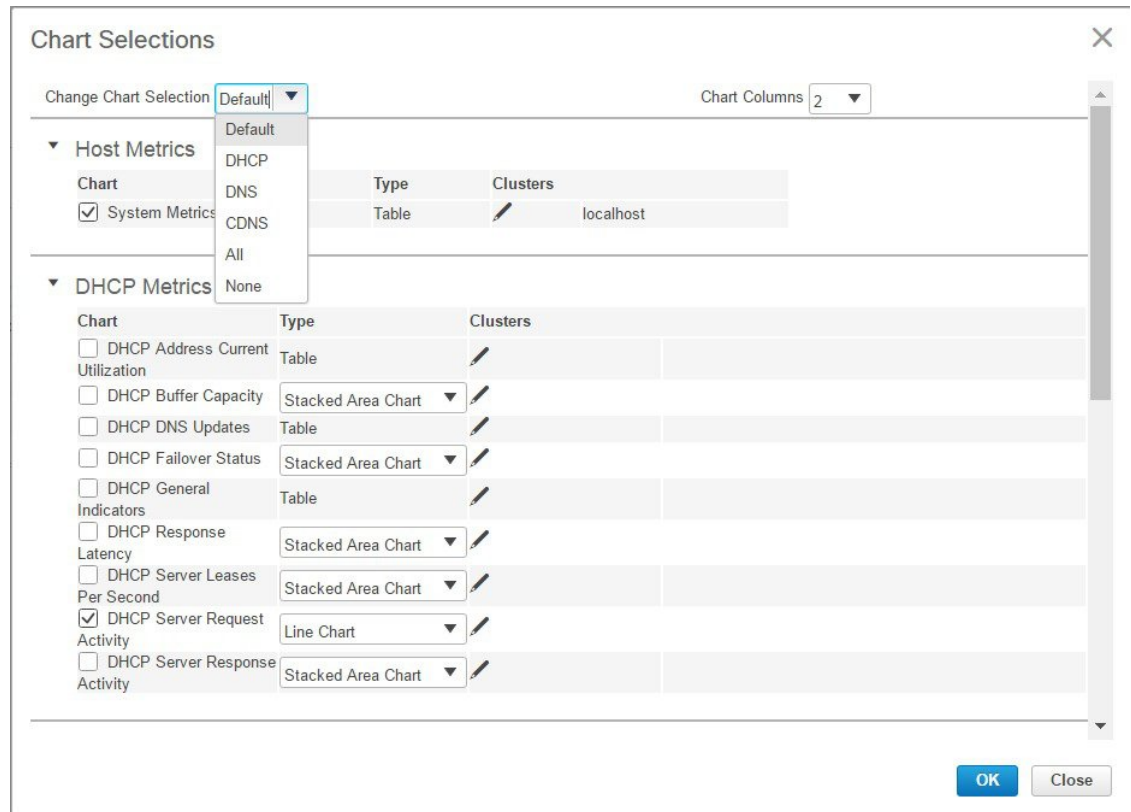 Chart Selections
Change Chart Selection Default Chart Columns 2
Default
DHCP
DNS
CDNS
All
None
Host Metrics
Chart Type Clusters
System Metrics Table localhost
DHCP Metrics
Chart Type Clusters
DHCP Address Current
Utilization Table
DHCP Buffer Capacity Stacked Area Chart
DHCP DNS Updates Table
DHCP Failover Status Stacked Area Chart
DHCP General
Indicators Table
DHCP Response
Latency Stacked Area Chart
DHCP Server Leases
Per Second Stacked Area Chart
DHCP Server Request
Activity Line Chart
DHCP Server Response
Activity Stacked Area Chart
OK Close